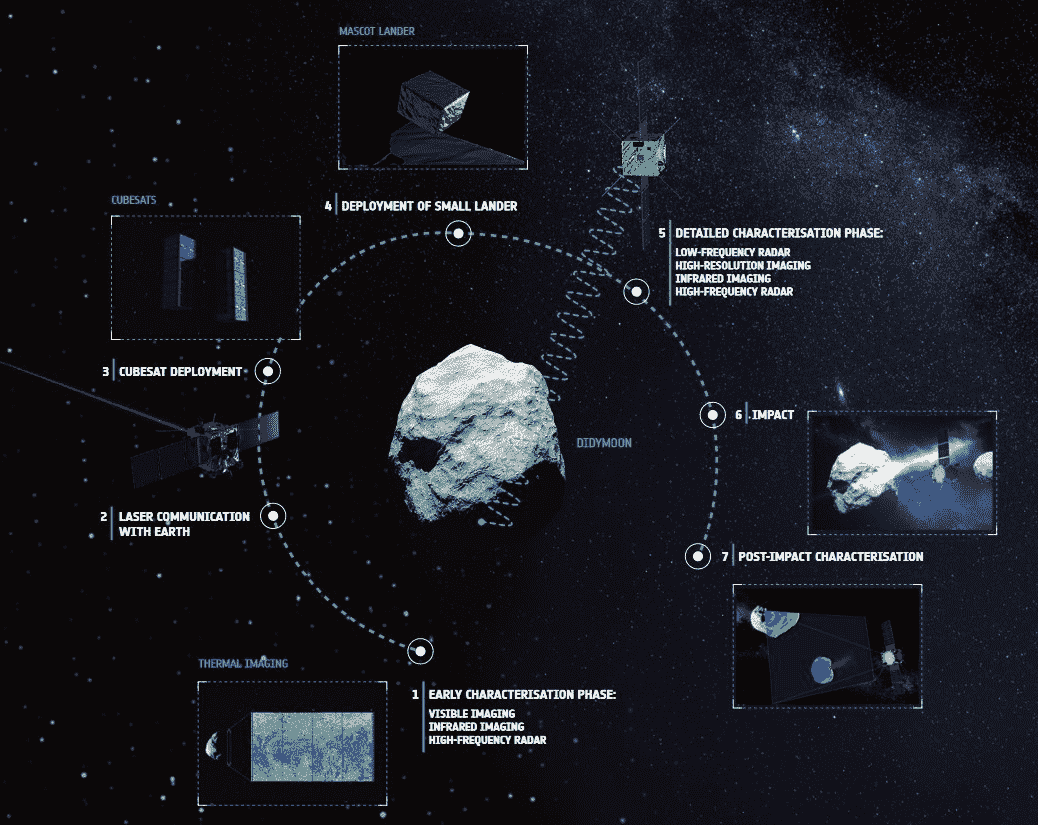 MASCOT LANDER
4 DEPLOYMENT OF SMALL LANDER
CUBESATS
3 CUBESAT DEPLOYMENT
5 DETAILED CHARACTERISATION PHASE:
LOW-FREQUENCY RADAR
HIGH-RESOLUTION IMAGING
INFRARED IMAGING
HIGH-FREQUENCY RADAR
6 IMPACT
DIDYMOON
2 LASER COMMUNICATION
WITH EARTH
7 POST-IMPACT CHARACTERISATION
THERMAL IMAGING
1 EARLY CHARACTERISATION PHASE:
VISIBLE IMAGING
INFRARED IMAGING
HIGH-FREQUENCY RADAR